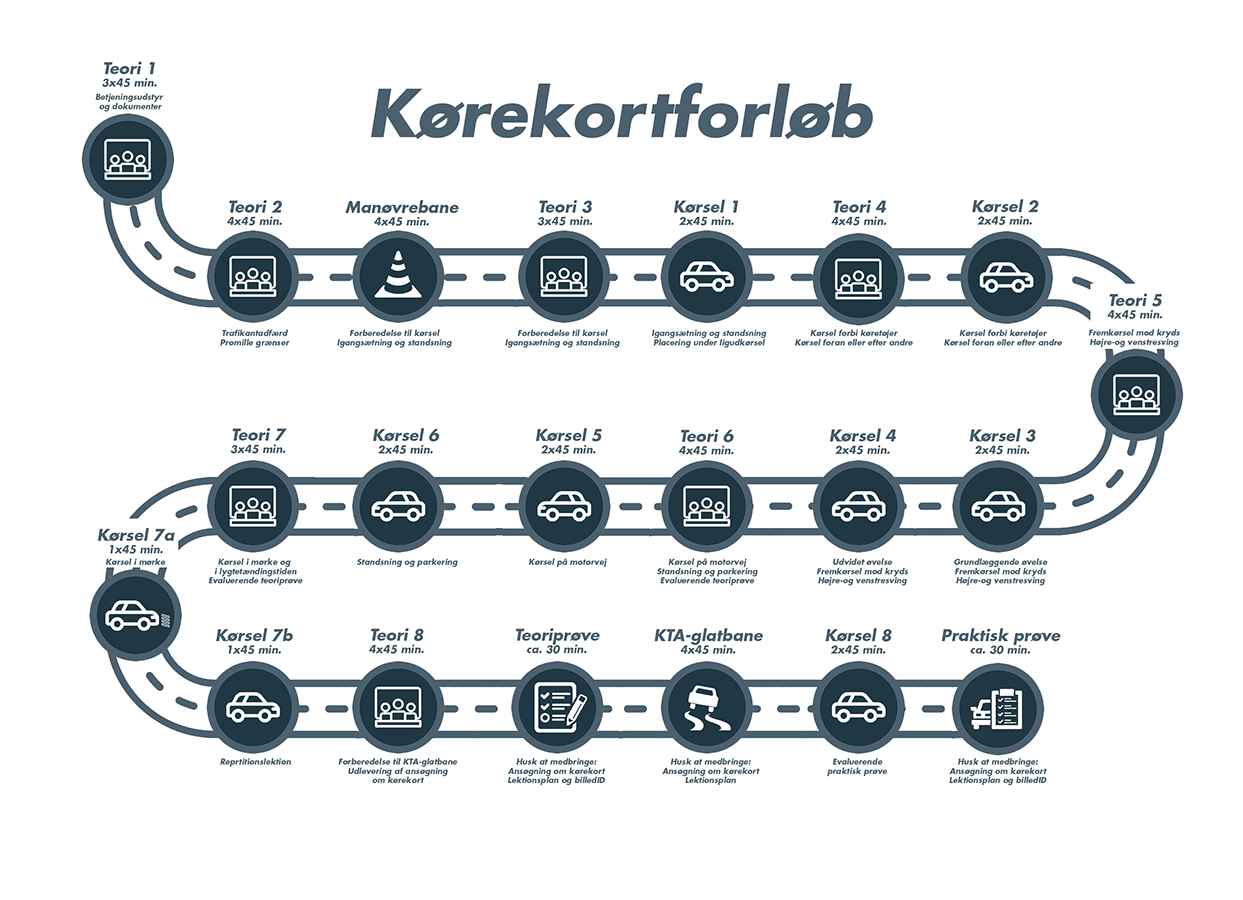 Kørekortforløb
Teori 1
3x45 min.
Betjeningsudstyr
og dokumenter
Teori 2
4x45 min.
Trafikantadfærd
Promille grænser
Manøvrebane
4x45 min.
Forberedelse til kørsel
Igangsætning og standsning
Teori 3
3x45 min.
Forberedelse til kørsel
Igangsætning og standsning
Kørsel 1
2x45 min.
Igangsætning og standsning
Placering under ligudkørsel
Teori 4
4x45 min.
Kørsel forbi køretøjer
Kørsel foran eller efter andre
Kørsel 2
2x45 min.
Kørsel forbi køretøjer
Kørsel foran eller efter andre
Teori 5
4x45 min.
Fremkørsel mod kryds
Højre-og venstresving
Kørsel 3
2x45 min.
Grundlæggende øvelse
Fremkørsel mod kryds
Højre-og venstresving
Kørsel 4
2x45 min.
Udvidet øvelse
Fremkørsel mod kryds
Højre-og venstresving
Teori 6
4x45 min.
Kørsel på motorvej
Standsning og parkering
Evaluerende teoriprøve
Kørsel 5
2x45 min.
Kørsel på motorvej
Kørsel 6
2x45 min.
Standsning og parkering
Teori 7
3x45 min.
Kørsel i mørke og
i lygtetændingstiden
Evaluerende teoriprøve
Kørsel 7a
1x45 min.
Kørsel i mørke
Kørsel 7b
1x45 min.
Reprtitionslektion
Teori 8
4x45 min.
Forberedelse til KTA-glatbane
Udlevering af ansøgning
om kørekort
Teoriprøve
ca. 30 min.
Husk at medbringe:
Ansøgning om kørekort
Lektionsplan og billedID
KTA-glatbane
4x45 min.
Husk at medbringe:
Ansøgning om kørekort
Lektionsplan
Kørsel 8
2x45 min.
Evaluerende
praktisk prøve
Praktisk prøve
ca. 30 min.
Husk at medbringe:
Ansøgning om kørekort
Lektionsplan og billedID